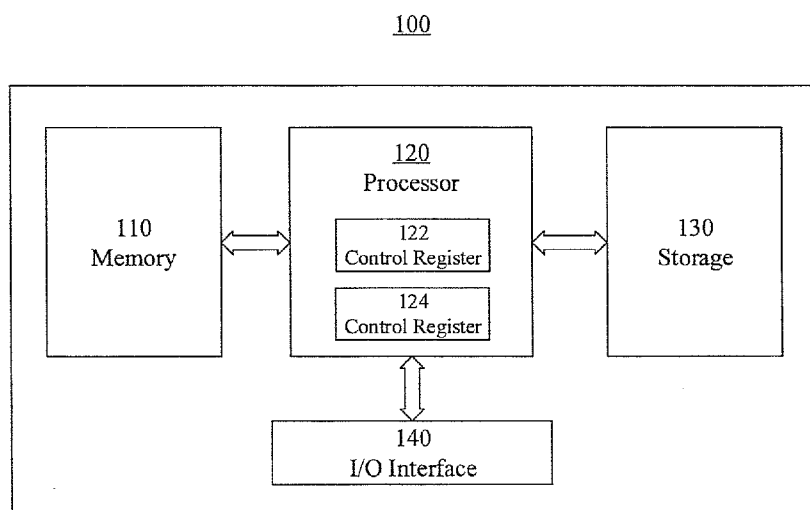 100
110
Memory
120
Processor
122
Control Register
124
Control Register
130
Storage
140
I/O Interface